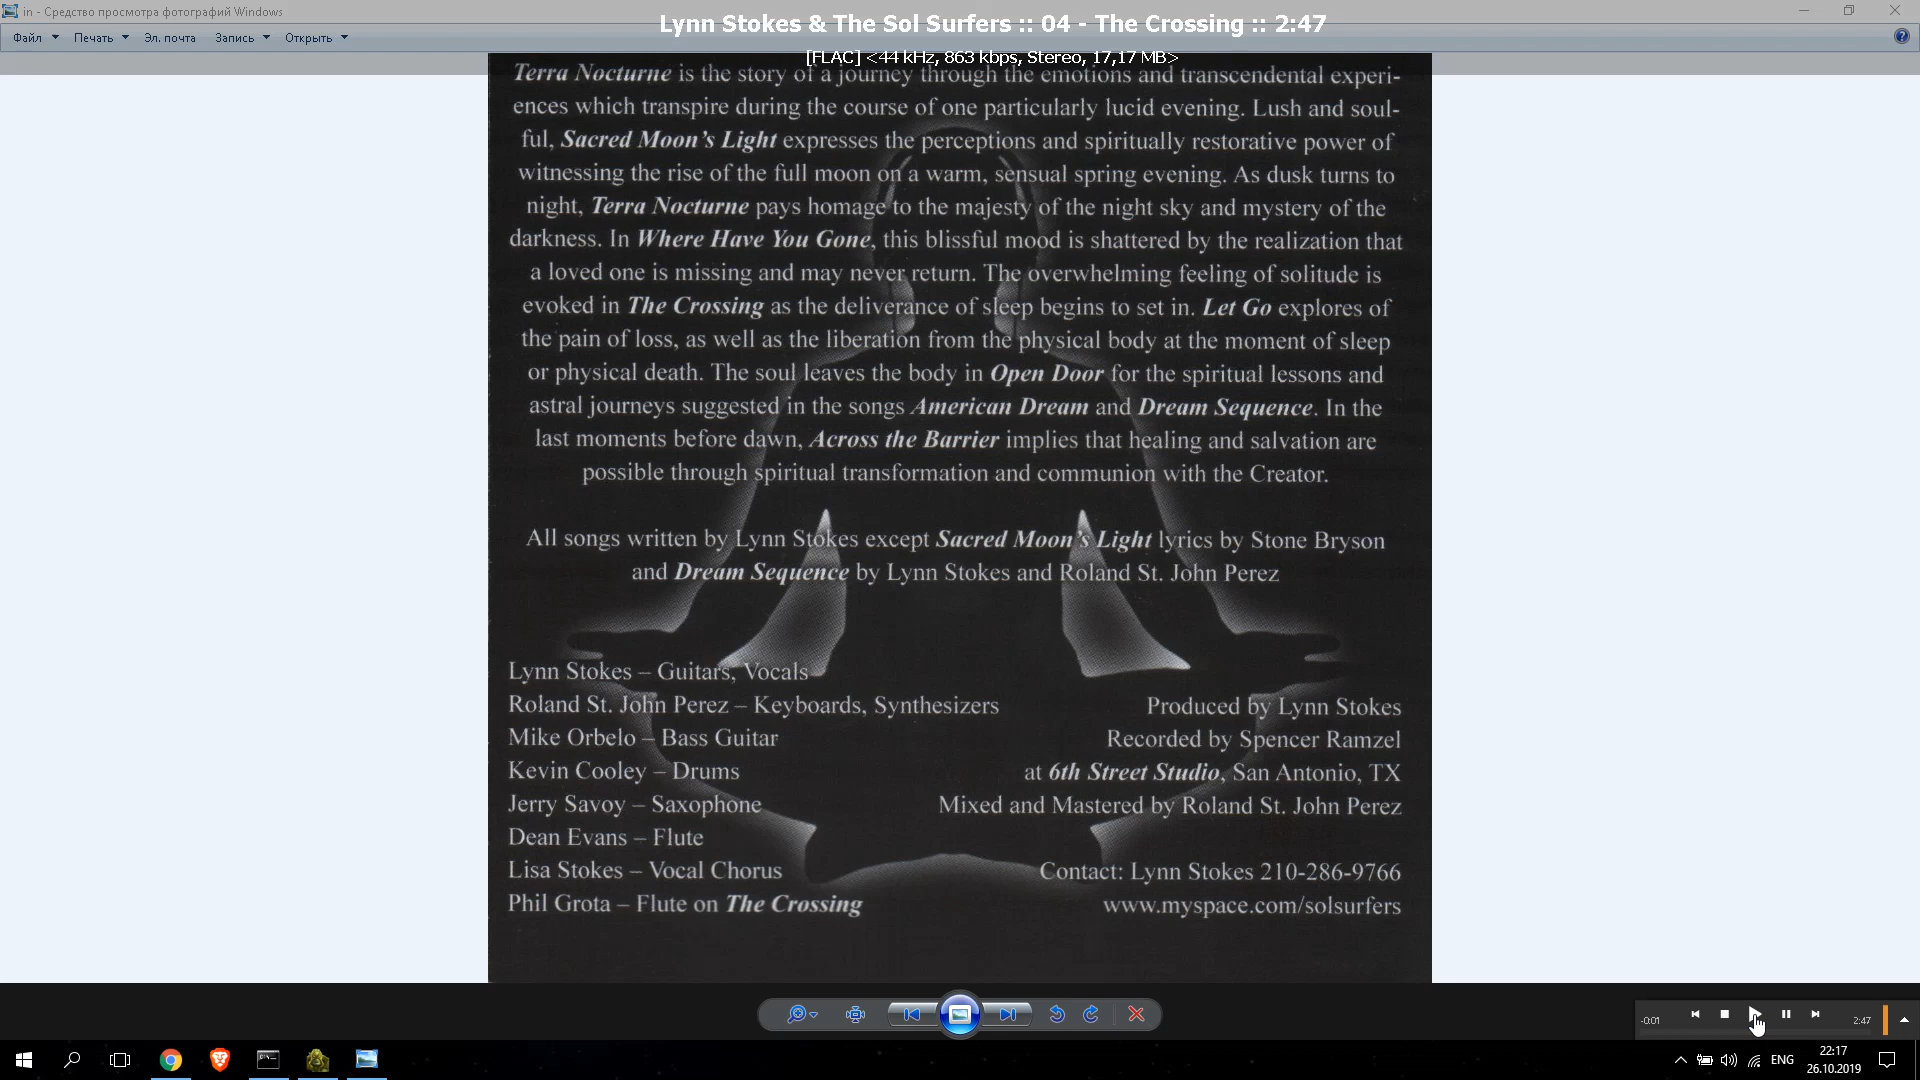 in - Средство просмотра фотографий Windows
Lynn Stokes & The Sol Surfers :: 04 - The Crossing :: 2:47
Файл Печать Эл. почта Запись Открыть
[FLAC] <44 kHz, 863 kbps, Stereo, 17,17 MB>
Terra Nocturne is the story of a journey through the emotions and transcendental experi-
ences which transpire during the course of one particularly lucid evening. Lush and soul-
ful, Sacred Moon's Light expresses the perceptions and spiritually restorative power of
witnessing the rise of the full moon on a warm, sensual spring evening. As dusk turns to
night, Terra Nocturne pays homage to the majesty of the night sky and mystery of the
darkness. In Where Have You Gone, this blissful mood is shattered by the realization that
a loved one is missing and may never return. The overwhelming feeling of solitude is
evoked in The Crossing as the deliverance of sleep begins to set in. Let Go explores of
the pain of loss, as well as the liberation from the physical body at the moment of sleep
or physical death. The soul leaves the body in Open Door for the spiritual lessons and
astral journeys suggested in the songs American Dream and Dream Sequence. In the
last moments before dawn, Across the Barrier implies that healing and salvation are
possible through spiritual transformation and communion with the Creator.
All songs written by Lynn Stokes except Sacred Moon's Light lyrics by Stone Bryson
and Dream Sequence by Lynn Stokes and Roland St. John Perez
Lynn Stokes – Guitars, Vocals
Roland St. John Perez – Keyboards, Synthesizers
Mike Orbelo – Bass Guitar
Kevin Cooley – Drums
Jerry Savoy – Saxophone
Dean Evans – Flute
Lisa Stokes – Vocal Chorus
Phil Grota – Flute on The Crossing
Produced by Lynn Stokes
Recorded by Spencer Ramzel
at 6th Street Studio, San Antonio, TX
Mixed and Mastered by Roland St. John Perez
Contact: Lynn Stokes 210-286-9766
www.myspace.com/solsurfers
-0:01 2:47
ENG
22:17
26.10.2019